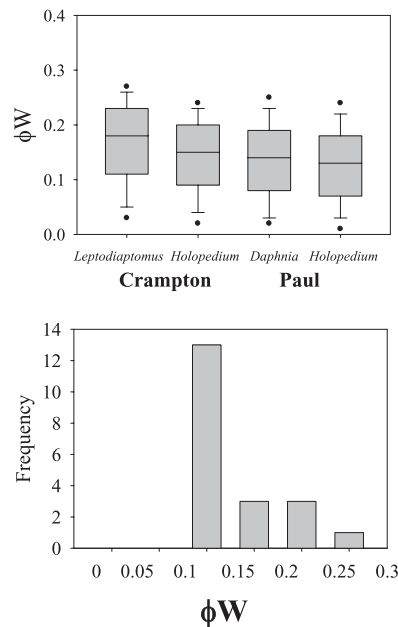 0.4
0.3
0.2
0.1
0.0
ϕW
Leptodiaptomus Holopedium Daphnia Holopedium
Crampton Paul
14
12
10
8
6
4
2
0
Frequency
0 0.05 0.1 0.15 0.2 0.25 0.3
ϕW